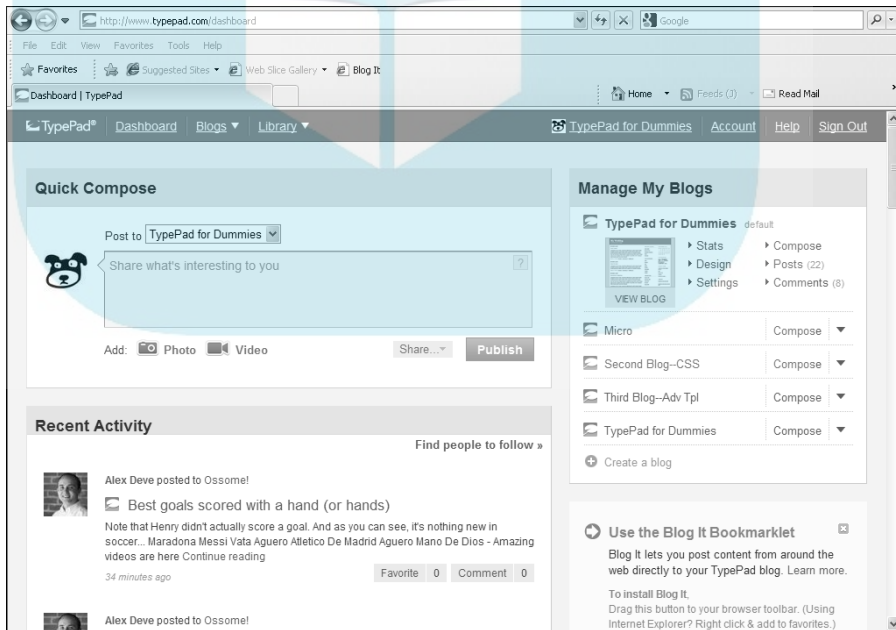 http://www.typepad.com/dashboard
Google
File Edit View Favorites Tools Help
Favorites Suggested Sites Web Slice Gallery Blog It
Dashboard | TypePad
Home Feeds (J) Read Mail
TypePad® Dashboard Blogs Library TypePad for Dummies Account Help Sign Out
Quick Compose
Post to TypePad for Dummies
Share what's interesting to you ?
Add: Photo Video Share... Publish
Recent Activity
Find people to follow »
Alex Deve posted to Ossome!
Best goals scored with a hand (or hands)
Note that Henry didn't actually score a goal. And as you can see, it's nothing new in
soccer... Maradona Messi Vata Aguero Atletico De Madrid Aguero Mano De Dios - Amazing
videos are here Continue reading
34 minutes ago Favorite 0 Comment 0
Alex Deve posted to Ossome!
Manage My Blogs
TypePad for Dummies default
Stats Compose
Design Posts (22)
Settings Comments (8)
VIEW BLOG
Micro Compose
Second Blog--CSS Compose
Third Blog--Adv Tpl Compose
TypePad for Dummies Compose
Create a blog
Use the Blog It Bookmarklet
Blog It lets you post content from around the
web directly to your TypePad blog. Learn more.
To install Blog It,
Drag this button to your browser toolbar. (Using
Internet Explorer? Right click & add to favorites.)